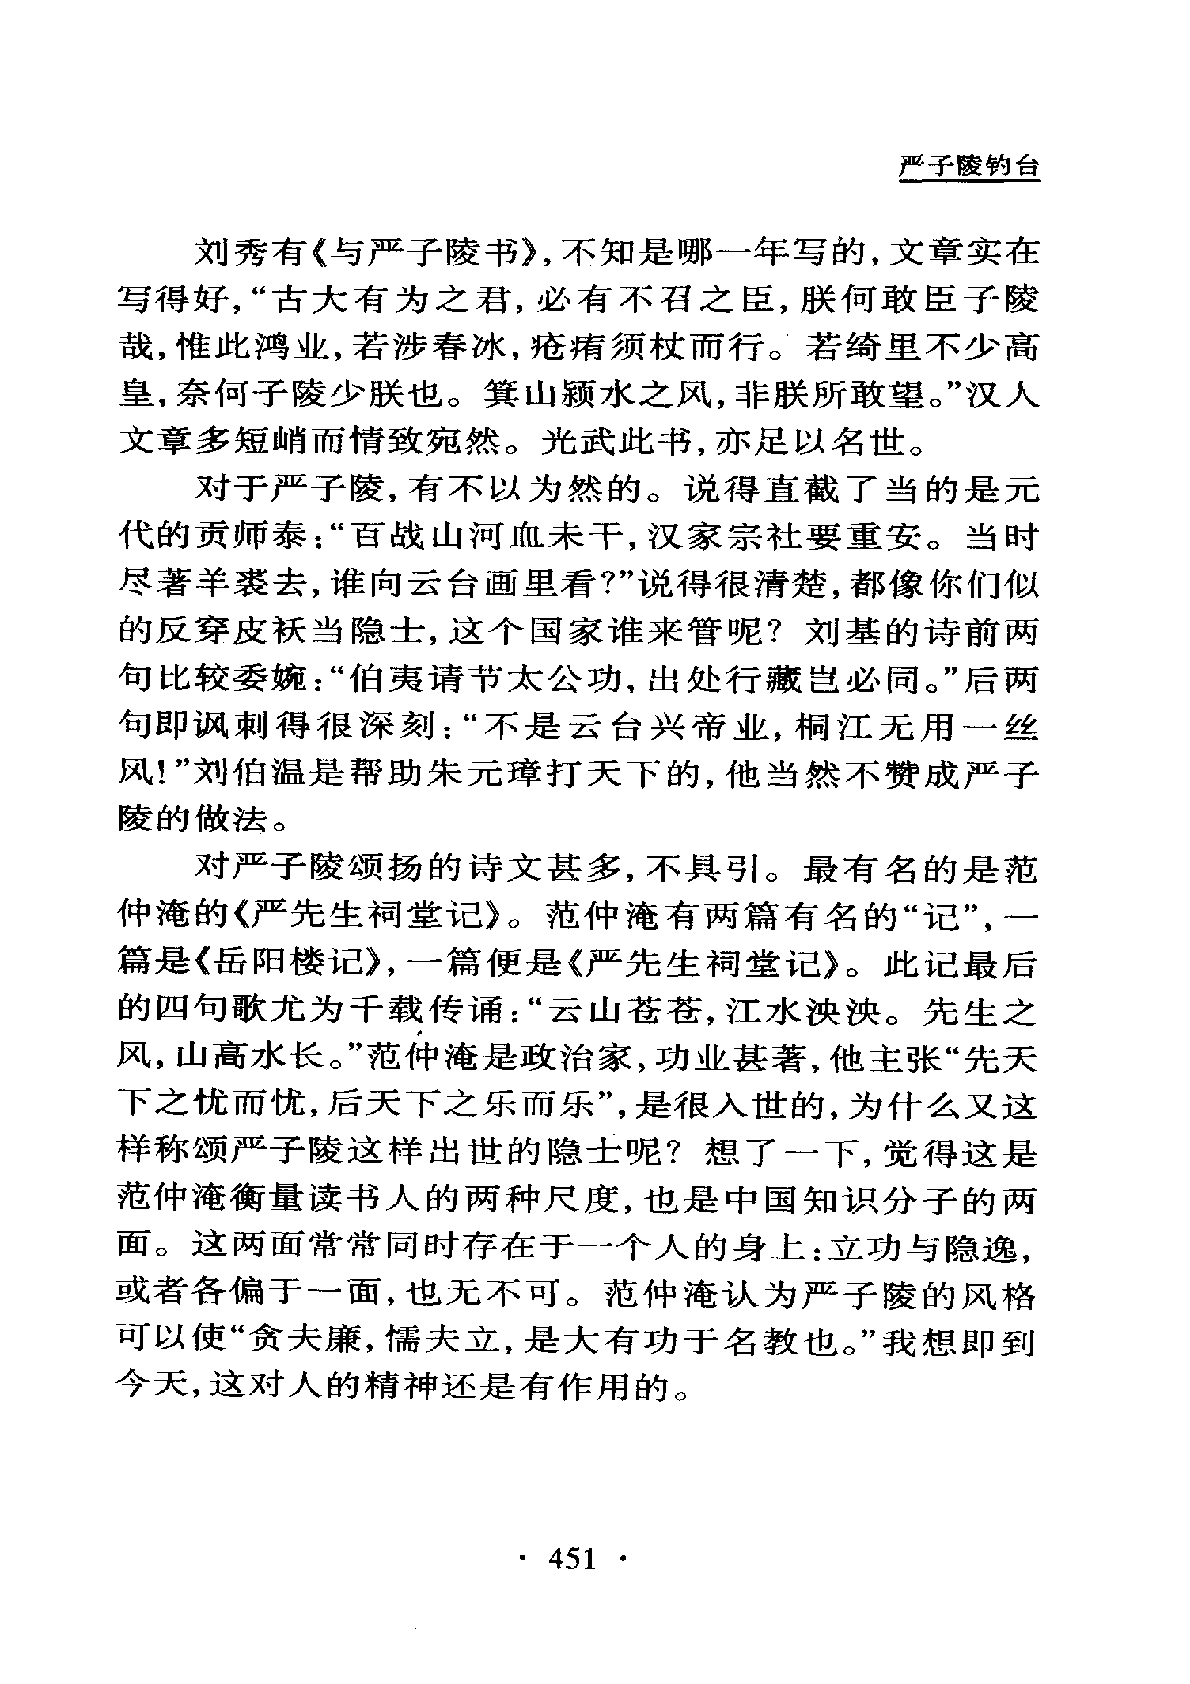 严子陵钓台
刘秀有《与严子陵书》,不知是哪一年写的,文章实在
写得好,“古大有为之君,必有不召之臣,朕何敢臣子陵
哉,惟此鸿业,若涉春冰,疮痏须杖而行。若绮里不少高
皇,奈何子陵少朕也。箕山颍水之风,非朕所敢望。”汉人
文章多短峭而情致宛然。光武此书,亦足以名世。
对于严子陵,有不以为然的。说得直截了当的是元
代的贡师泰:“百战山河血未干,汉家宗社要重安。当时
尽著羊裘去,谁向云台画里看?”说得很清楚,都像你们似
的反穿皮袄当隐士,这个国家谁来管呢?刘基的诗前两
句比较委婉:“伯夷请节太公功,出处行藏岂必同。”后两
句即讽刺得很深刻:“不是云台兴帝业,桐江无用一丝
风!”刘伯温是帮助朱元璋打天下的,他当然不赞成严子
陵的做法。
对严子陵颂扬的诗文甚多,不具引。最有名的是范
仲淹的《严先生祠堂记》。范仲淹有两篇有名的“记”,一
篇是《岳阳楼记》,一篇便是《严先生祠堂记》。此记最后
的四句歌尤为千载传诵:“云山苍苍,江水泱泱。先生之
风,山高水长。”范仲淹是政治家,功业甚著,他主张“先天
下之忧而忧,后天下之乐而乐”,是很入世的,为什么又这
样称颂严子陵这样出世的隐士呢?想了一下,觉得这是
范仲淹衡量读书人的两种尺度,也是中国知识分子的两
面。这两面常常同时存在于一个人的身上:立功与隐逸,
或者各偏于一面,也无不可。范仲淹认为严子陵的风格
可以使“贪夫廉,懦夫立,是大有功于名教也。”我想即到
今天,这对人的精神还是有作用的。
· 451 ·